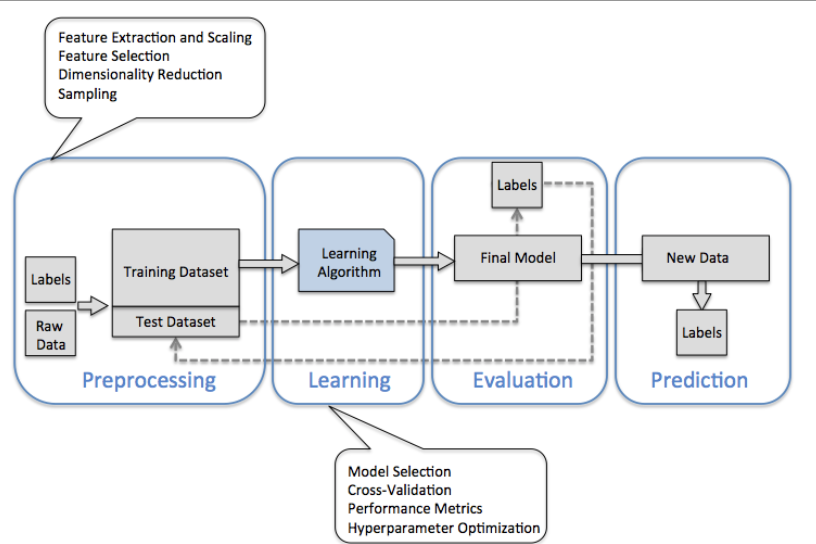 Feature Extraction and Scaling
Feature Selection
Dimensionality Reduction
Sampling
Labels
Raw
Data
Training Dataset
Test Dataset
Preprocessing
Learning
Algorithm
Learning
Labels
Final Model
Evaluation
New Data
Labels
Prediction
Model Selection
Cross-Validation
Performance Metrics
Hyperparameter Optimization